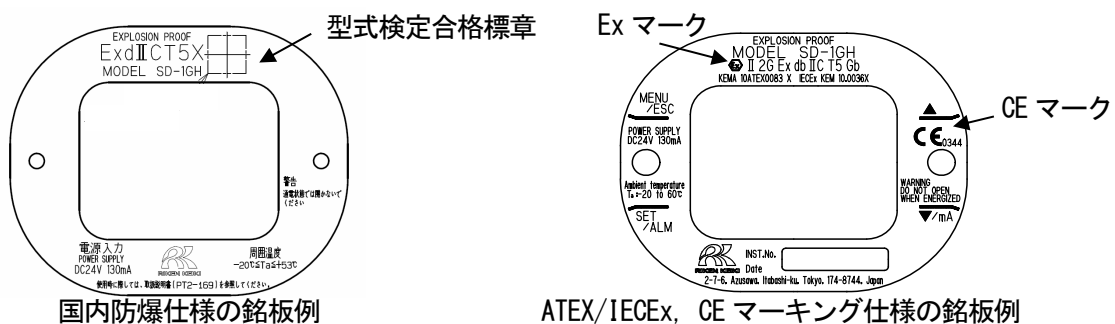 型式検定合格標章
EXPLOSION PROOF
ExdⅡCT5X
MODEL SD-1GH
警告
通電状態では開かないで
ください
電源入力
POWER SUPPLY
DC24V 130mA
RIKEN KEIKI
周囲温度
-20℃≦Ta≦+53℃
使用時に際しては、取扱説明書(PT2-169)を参照してください。
国内防爆仕様の銘板例
Ex マーク
EXPLOSION PROOF
MODEL SD-1GH
Ⅱ 2G Ex db ⅡC T5 Gb
KEMA 10ATEX0083 X IECEx KEM 10.0036X
MENU
/ESC
POWER SUPPLY
DC24V 130mA
Ambient temperature
Ta:-20 to 60℃
SET
/ALM
▲
CE 0344
CE マーク
WARNING
DO NOT OPEN
WHEN ENERGIZED
▼/mA
RIKEN KEIKI
INST.No.
Date
2-7-6, Azusawa, Itabashi-ku, Tokyo, 174-8744, Japan
ATEX/IECEx, CE マーキング仕様の銘板例